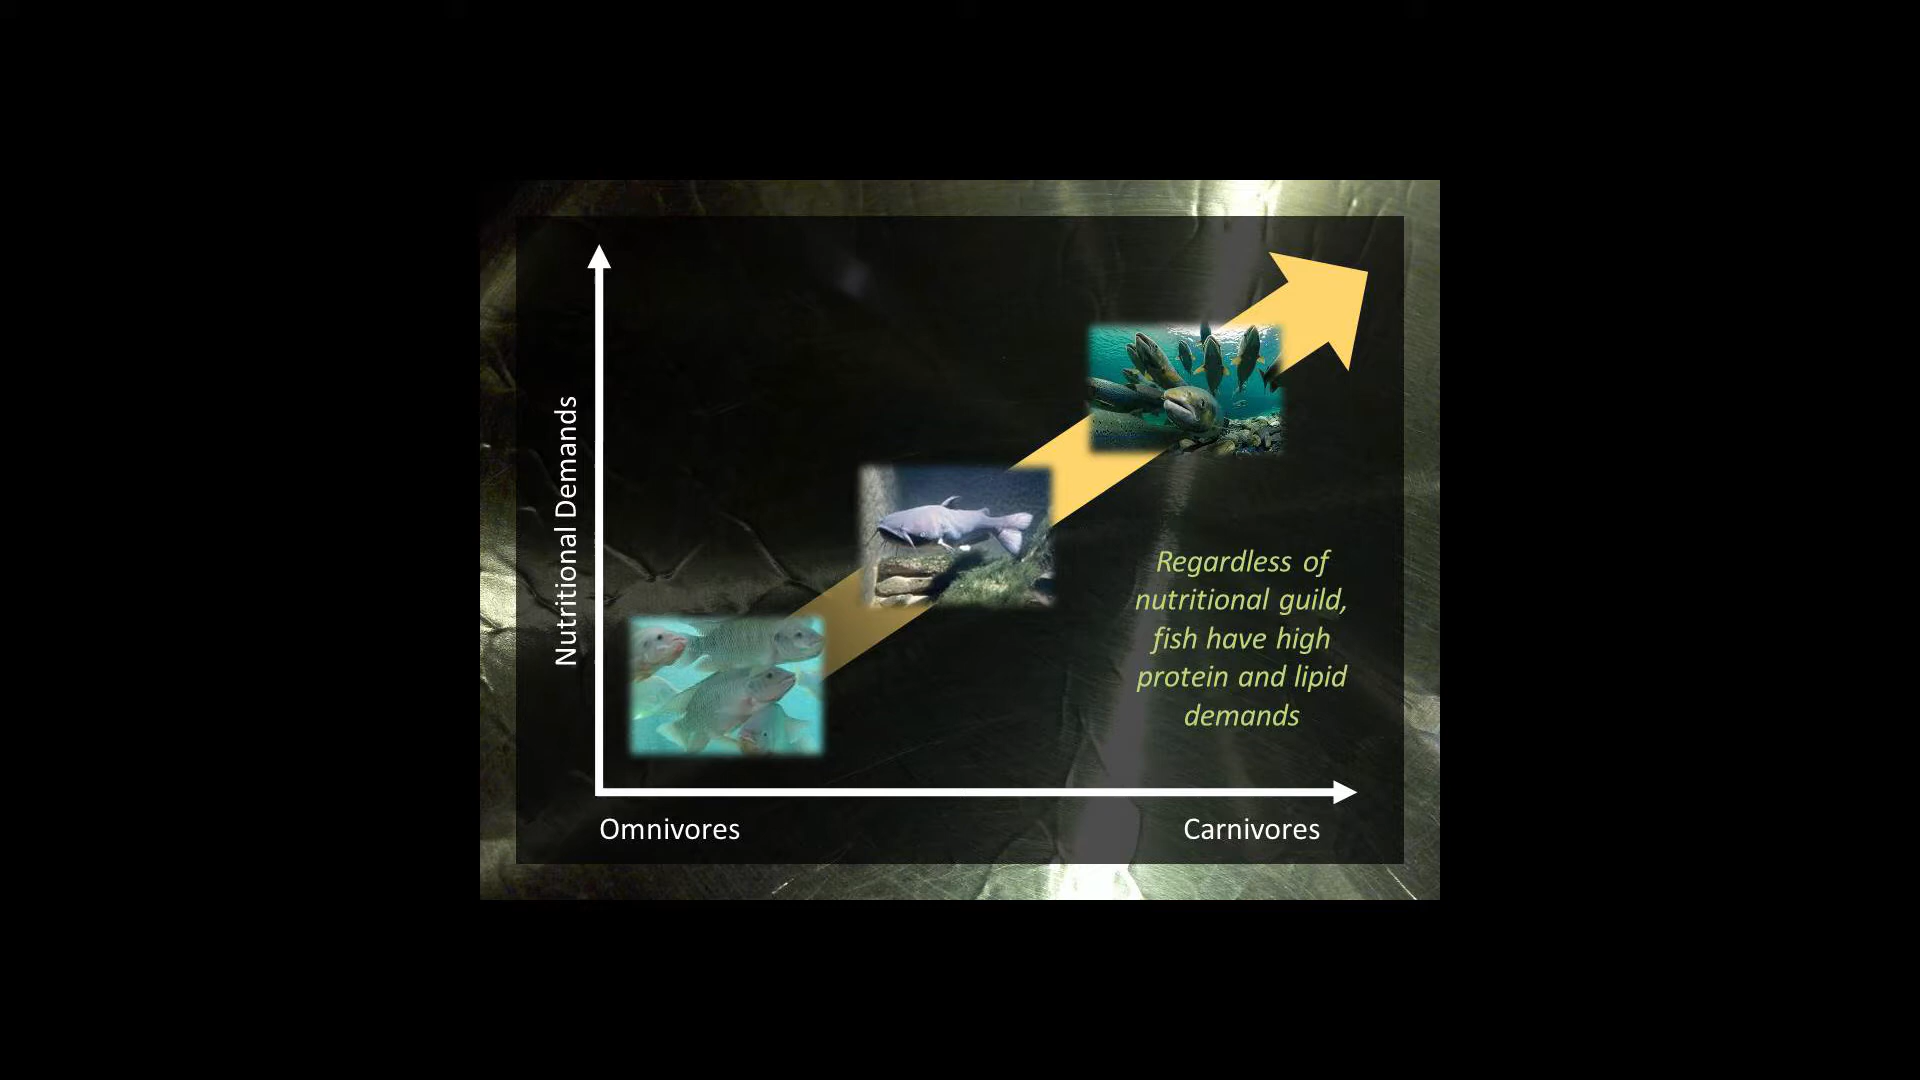 Nutritional Demands
Regardless of
nutritional guild,
fish have high
protein and lipid
demands
Omnivores
Carnivores